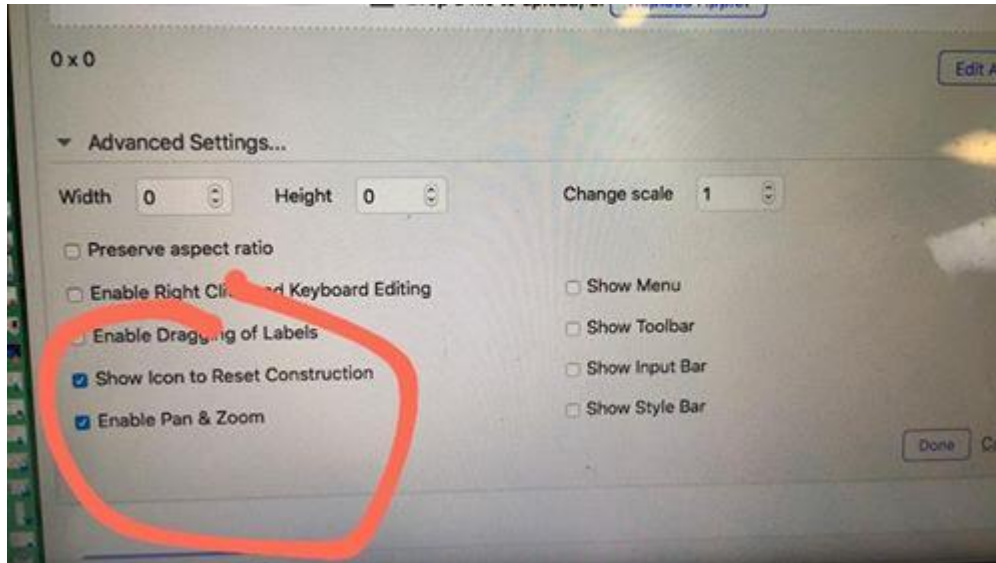 0 x 0
Edit
Advanced Settings...
Width 0 Height 0 Change scale 1
Preserve aspect ratio
Enable Right Keyboard Editing
Show Menu
Enable Dragging of Labels
Show Toolbar
Show Icon to Reset Construction
Show Input Bar
Enable Pan & Zoom
Show Style Bar
Done